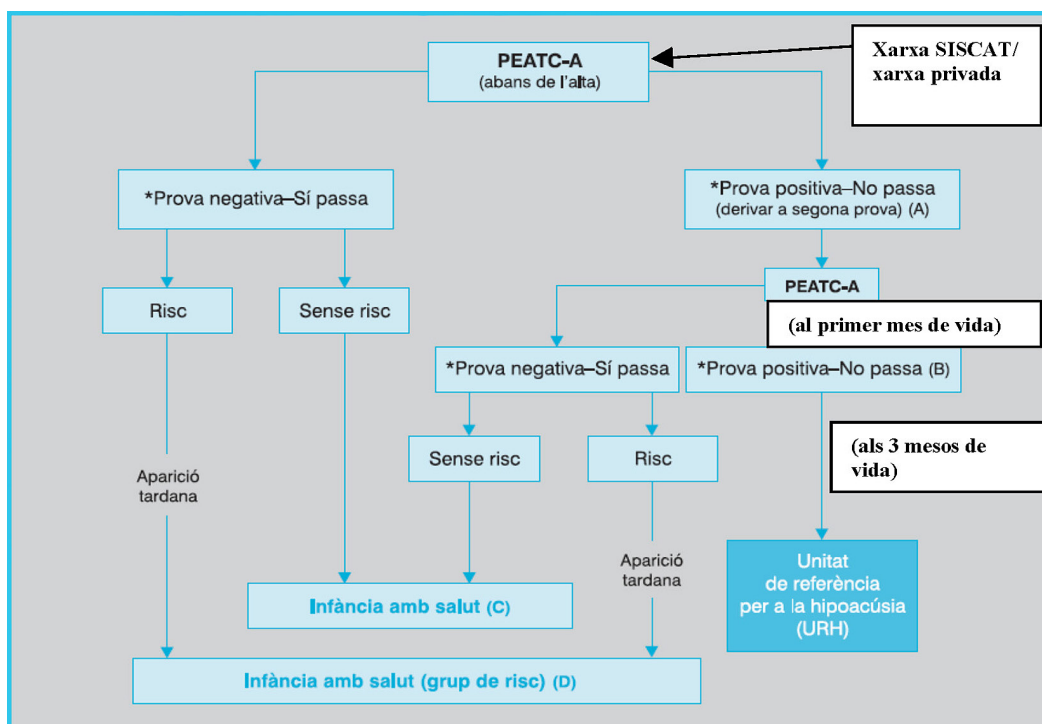 PEATC-A
(abans de l'alta)
Xarxa SISCAT/
xarxa privada
*Prova negativa–Sí passa
*Prova positiva–No passa
(derivar a segona prova) (A)
Risc
Sense risc
PEATC-A
(al primer mes de vida)
*Prova negativa–Sí passa
*Prova positiva–No passa (B)
Sense risc
Risc
(als 3 mesos de
vida)
Aparició
tardana
Aparició
tardana
Unitat
de referència
per a la hipoacúsia
(URH)
Infància amb salut (C)
Infància amb salut (grup de risc) (D)